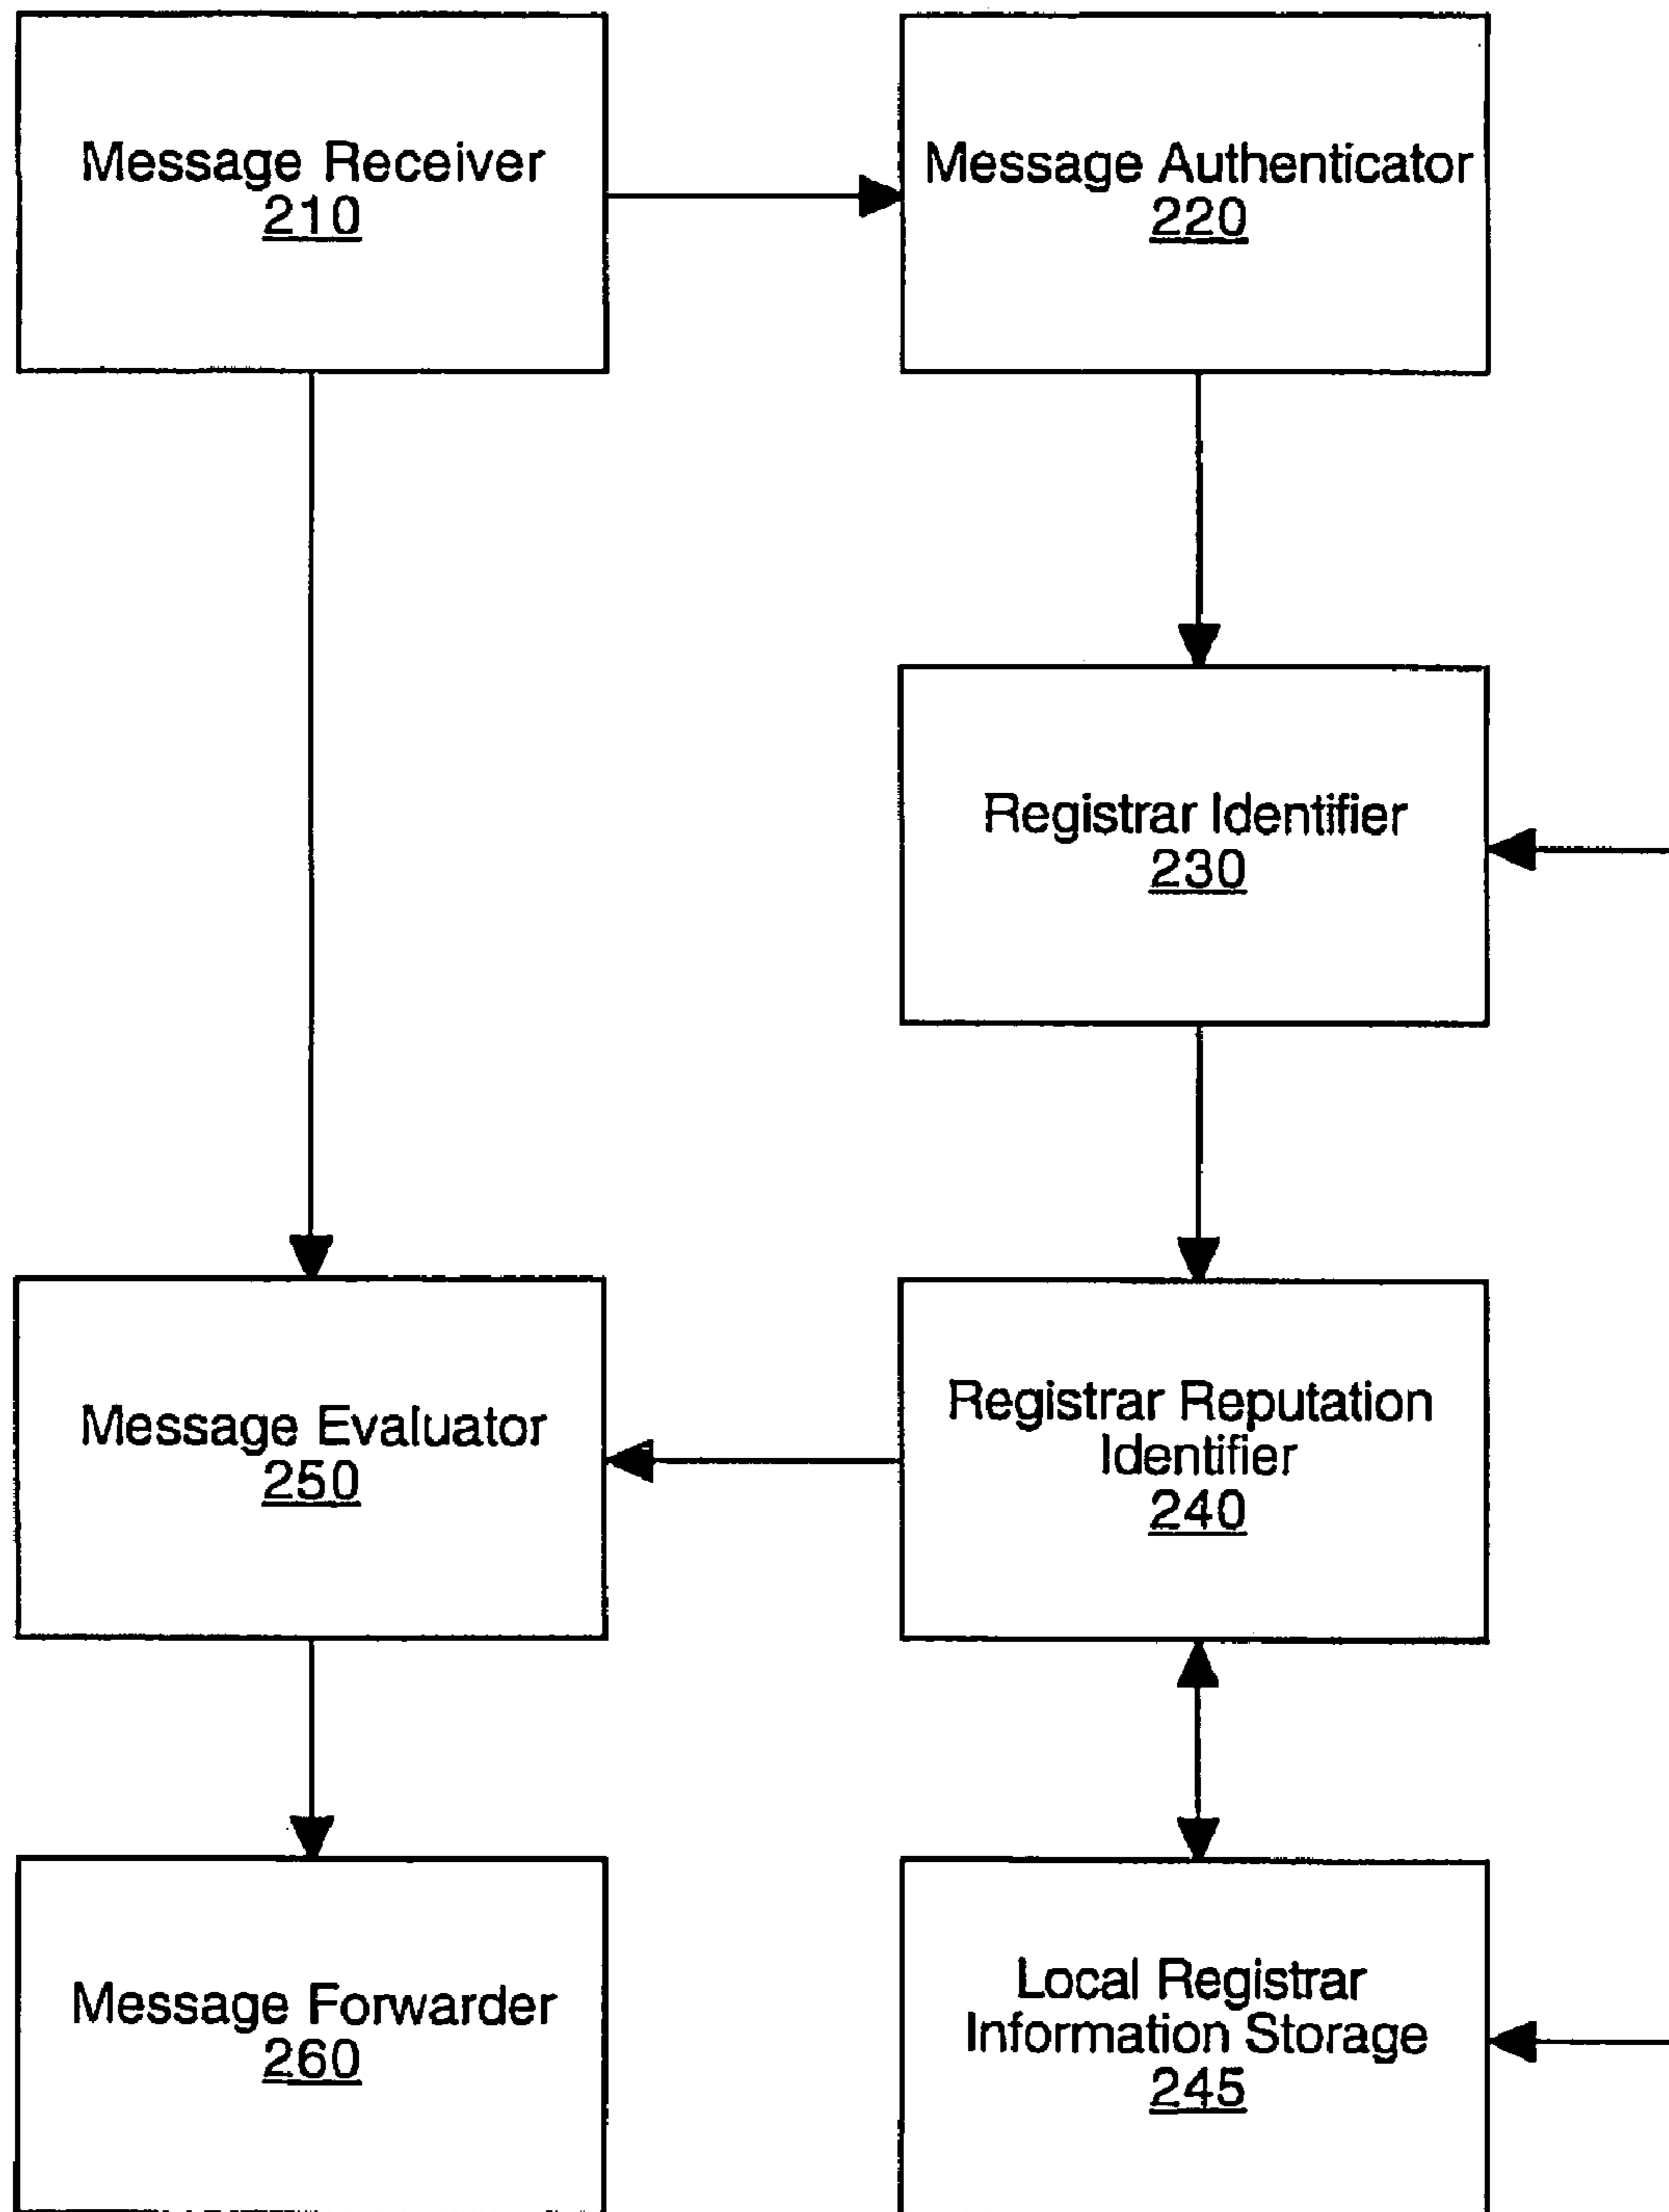 Message Receiver
210
Message Authenticator
220
Registrar Identifier
230
Message Evaluator
250
Registrar Reputation
Identifier
240
Message Forwarder
260
Local Registrar
Information Storage
245